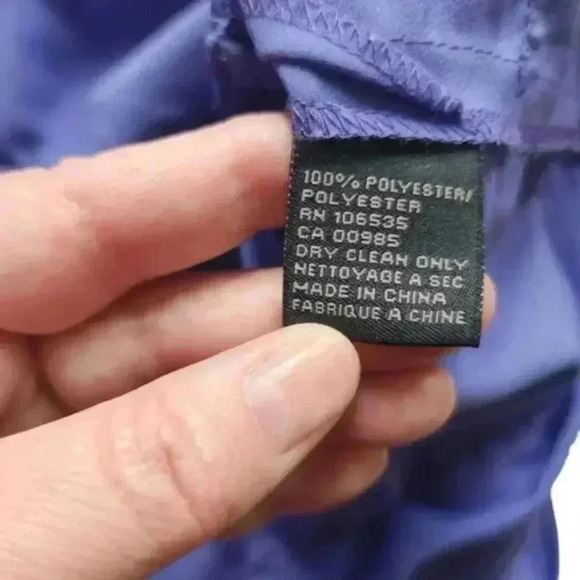 100% POLYESTER/
POLYESTER
RN 106535
CA 00985
DRY CLEAN ONLY
NETTOYAGE A SEC
MADE IN CHINA
FABRIQUE A CHINE